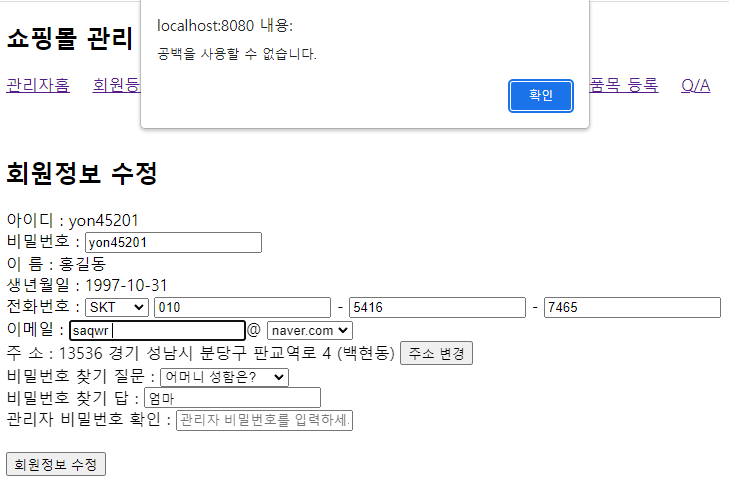 localhost:8080 내용:
공백을 사용할 수 없습니다.
확인
쇼핑몰 관리
관리자홈 회원등 품목 등록 Q/A
회원정보 수정
아이디 : yon45201
비밀번호 : yon45201
이 름 : 홍길동
생년월일 : 1997-10-31
전화번호 : SKT 010 - 5416 - 7465
이메일 : saqwr @ naver.com
주 소 : 13536 경기 성남시 분당구 판교역로 4 (백현동) 주소 변경
비밀번호 찾기 질문 : 어머니 성함은?
비밀번호 찾기 답 : 엄마
관리자 비밀번호 확인 : 관리자 비밀번호를 입력하세.
회원정보 수정